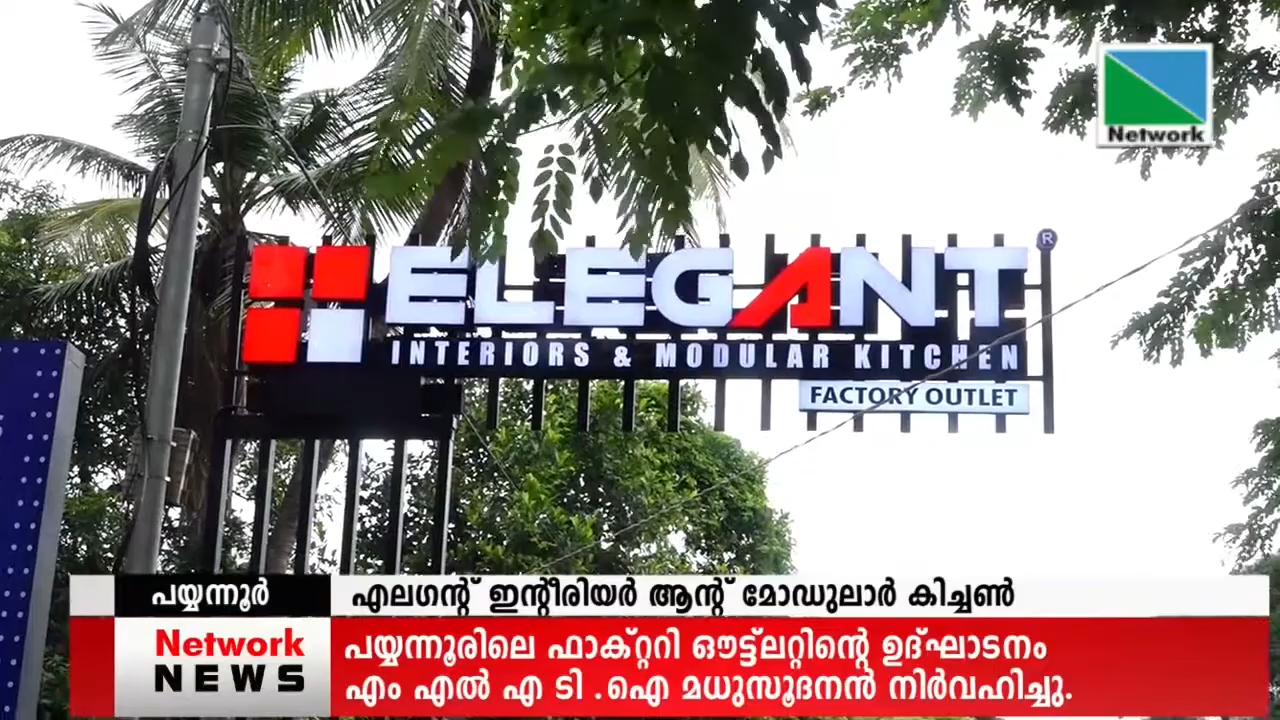 Network
ELEGANT
®
INTERIORS & MODULAR KITCHEN
FACTORY OUTLET
പയ്യന്നൂർ
എലഗന്റ് ഇന്റീരിയർ ആന്റ് മോഡുലാർ കിച്ചൺ
Network
NEWS
പയ്യന്നൂരിലെ ഫാക്റ്ററി ഔട്ട്ലറ്റിന്റെ ഉദ്ഘാടനം
എം എൽ എ ടി .ഐ മധുസൂദനൻ നിർവഹിച്ചു.